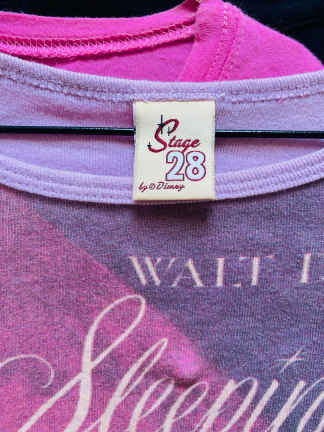 Stage
28
by © Disney
WALT D
Sleepin